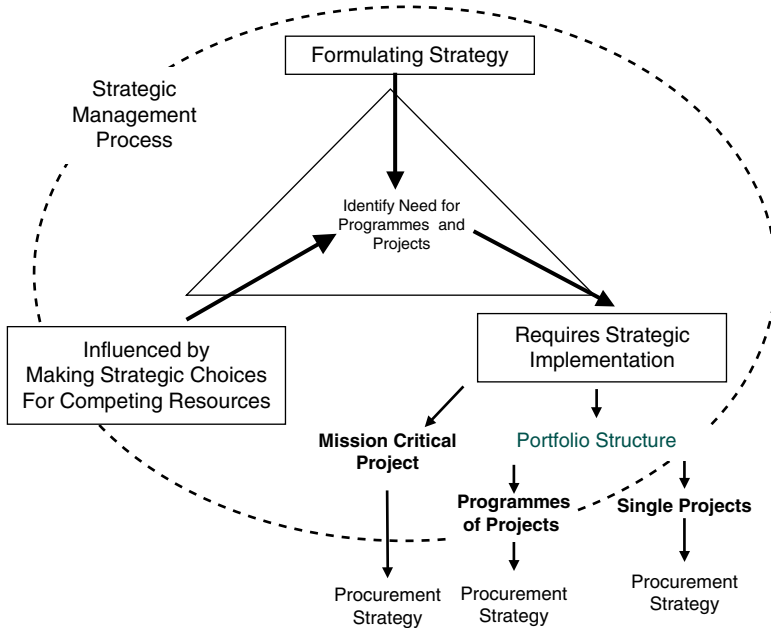 Formulating Strategy
Strategic
Management
Process
Identify Need for
Programmes and
Projects
Influenced by
Making Strategic Choices
For Competing Resources
Requires Strategic
Implementation
Mission Critical
Project
Portfolio Structure
Programmes
of Projects
Single Projects
Procurement
Strategy
Procurement
Strategy
Procurement
Strategy